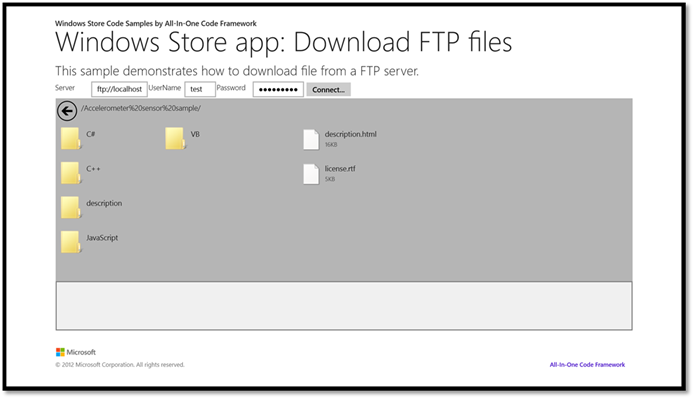 Windows Store Code Samples by All-In-One Code Framework
Windows Store app: Download FTP files
This sample demonstrates how to download file from a FTP server.
Server ftp://localhost UserName test Password ●●●●●●●●● Connect...
/Accelerometer%20sensor%20sample/
C# VB description.html
16KB
C++ license.rtf
5KB
description
JavaScript
Microsoft
© 2012 Microsoft Corporation. All rights reserved. All-In-One Code Framework